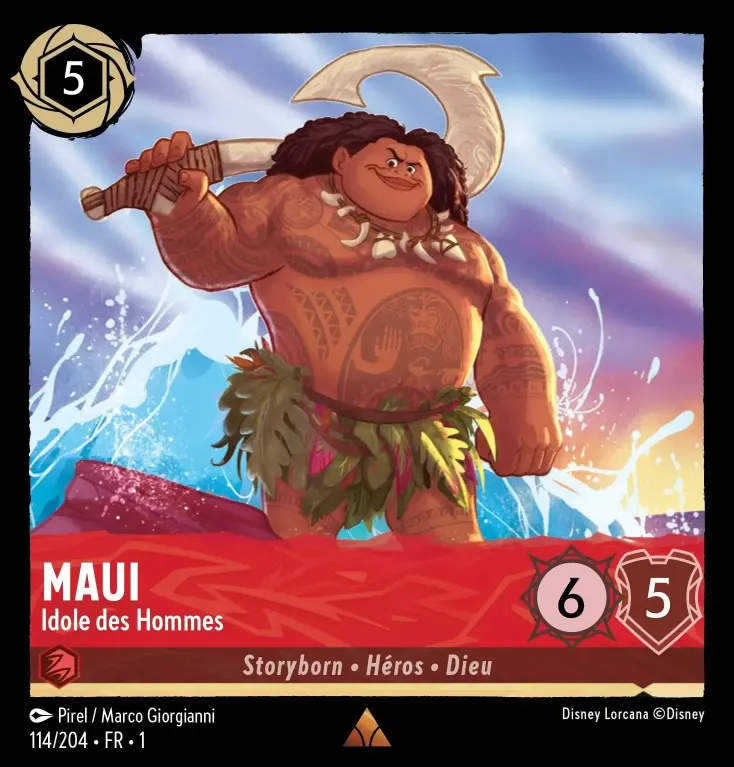 5
MAUI
Idole des Hommes
6
5
Storyborn • Héros • Dieu
Pirel / Marco Giorgianni
Disney Lorcana ©Disney
114/204 • FR • 1